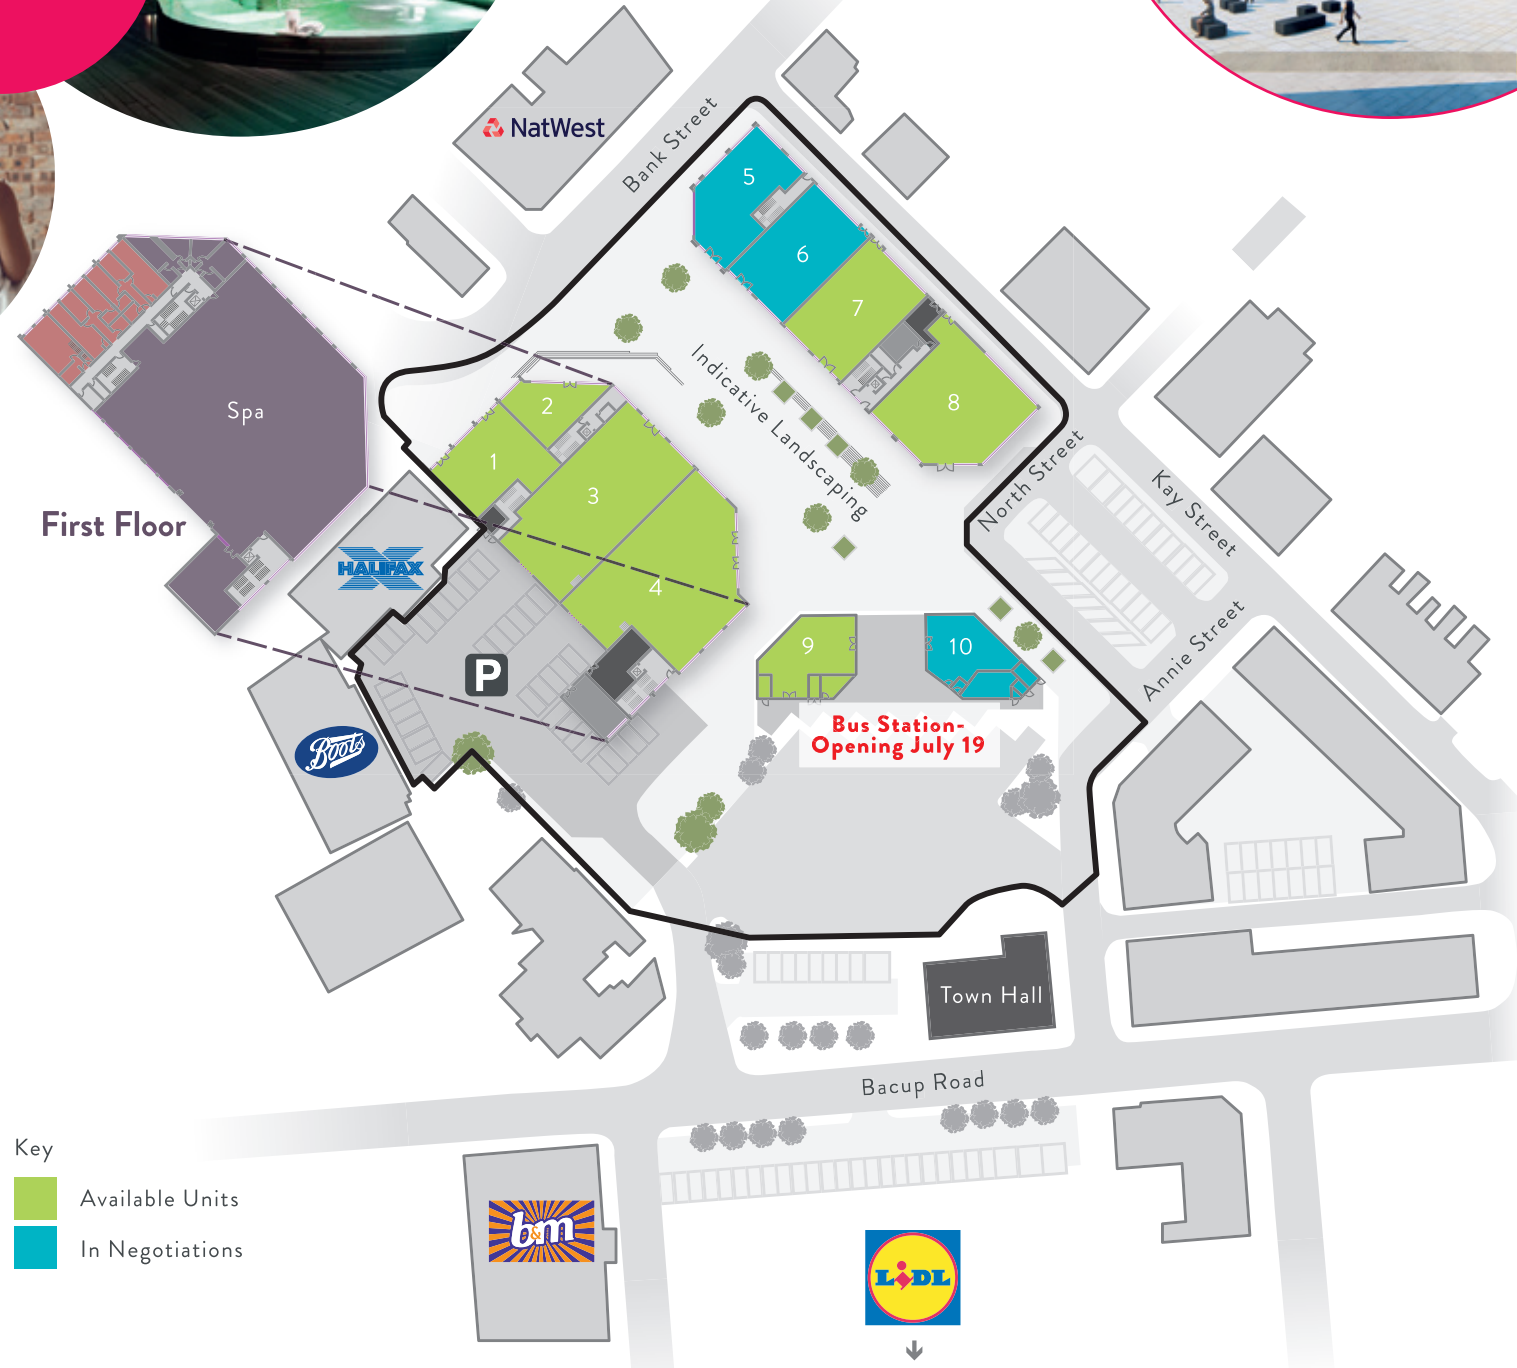 NatWest
Bank Street
5
6
7
8
2
1
3
4
Spa
First Floor
Indicative Landscaping
North Street
Kay Street
Annie Street
HALIFAX
P
Boots
9
10
Bus Station-
Opening July 19
Town Hall
Bacup Road
Key
Available Units
In Negotiations
b&m
LIDL